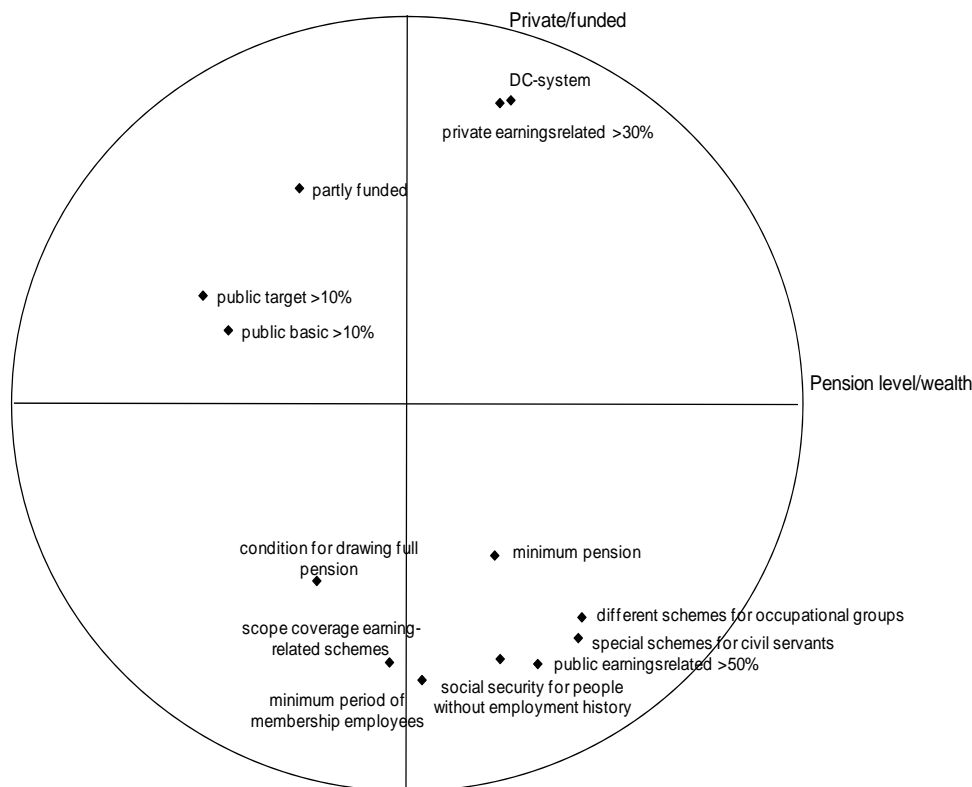 Private/funded
DC-system
private earningsrelated >30%
partly funded
public target >10%
public basic >10%
Pension level/wealth
condition for drawing full
pension
minimum pension
scope coverage earning-
related schemes
different schemes for occupational groups
special schemes for civil servants
public earningsrelated >50%
minimum period of
membership employees
social security for people
without employment history